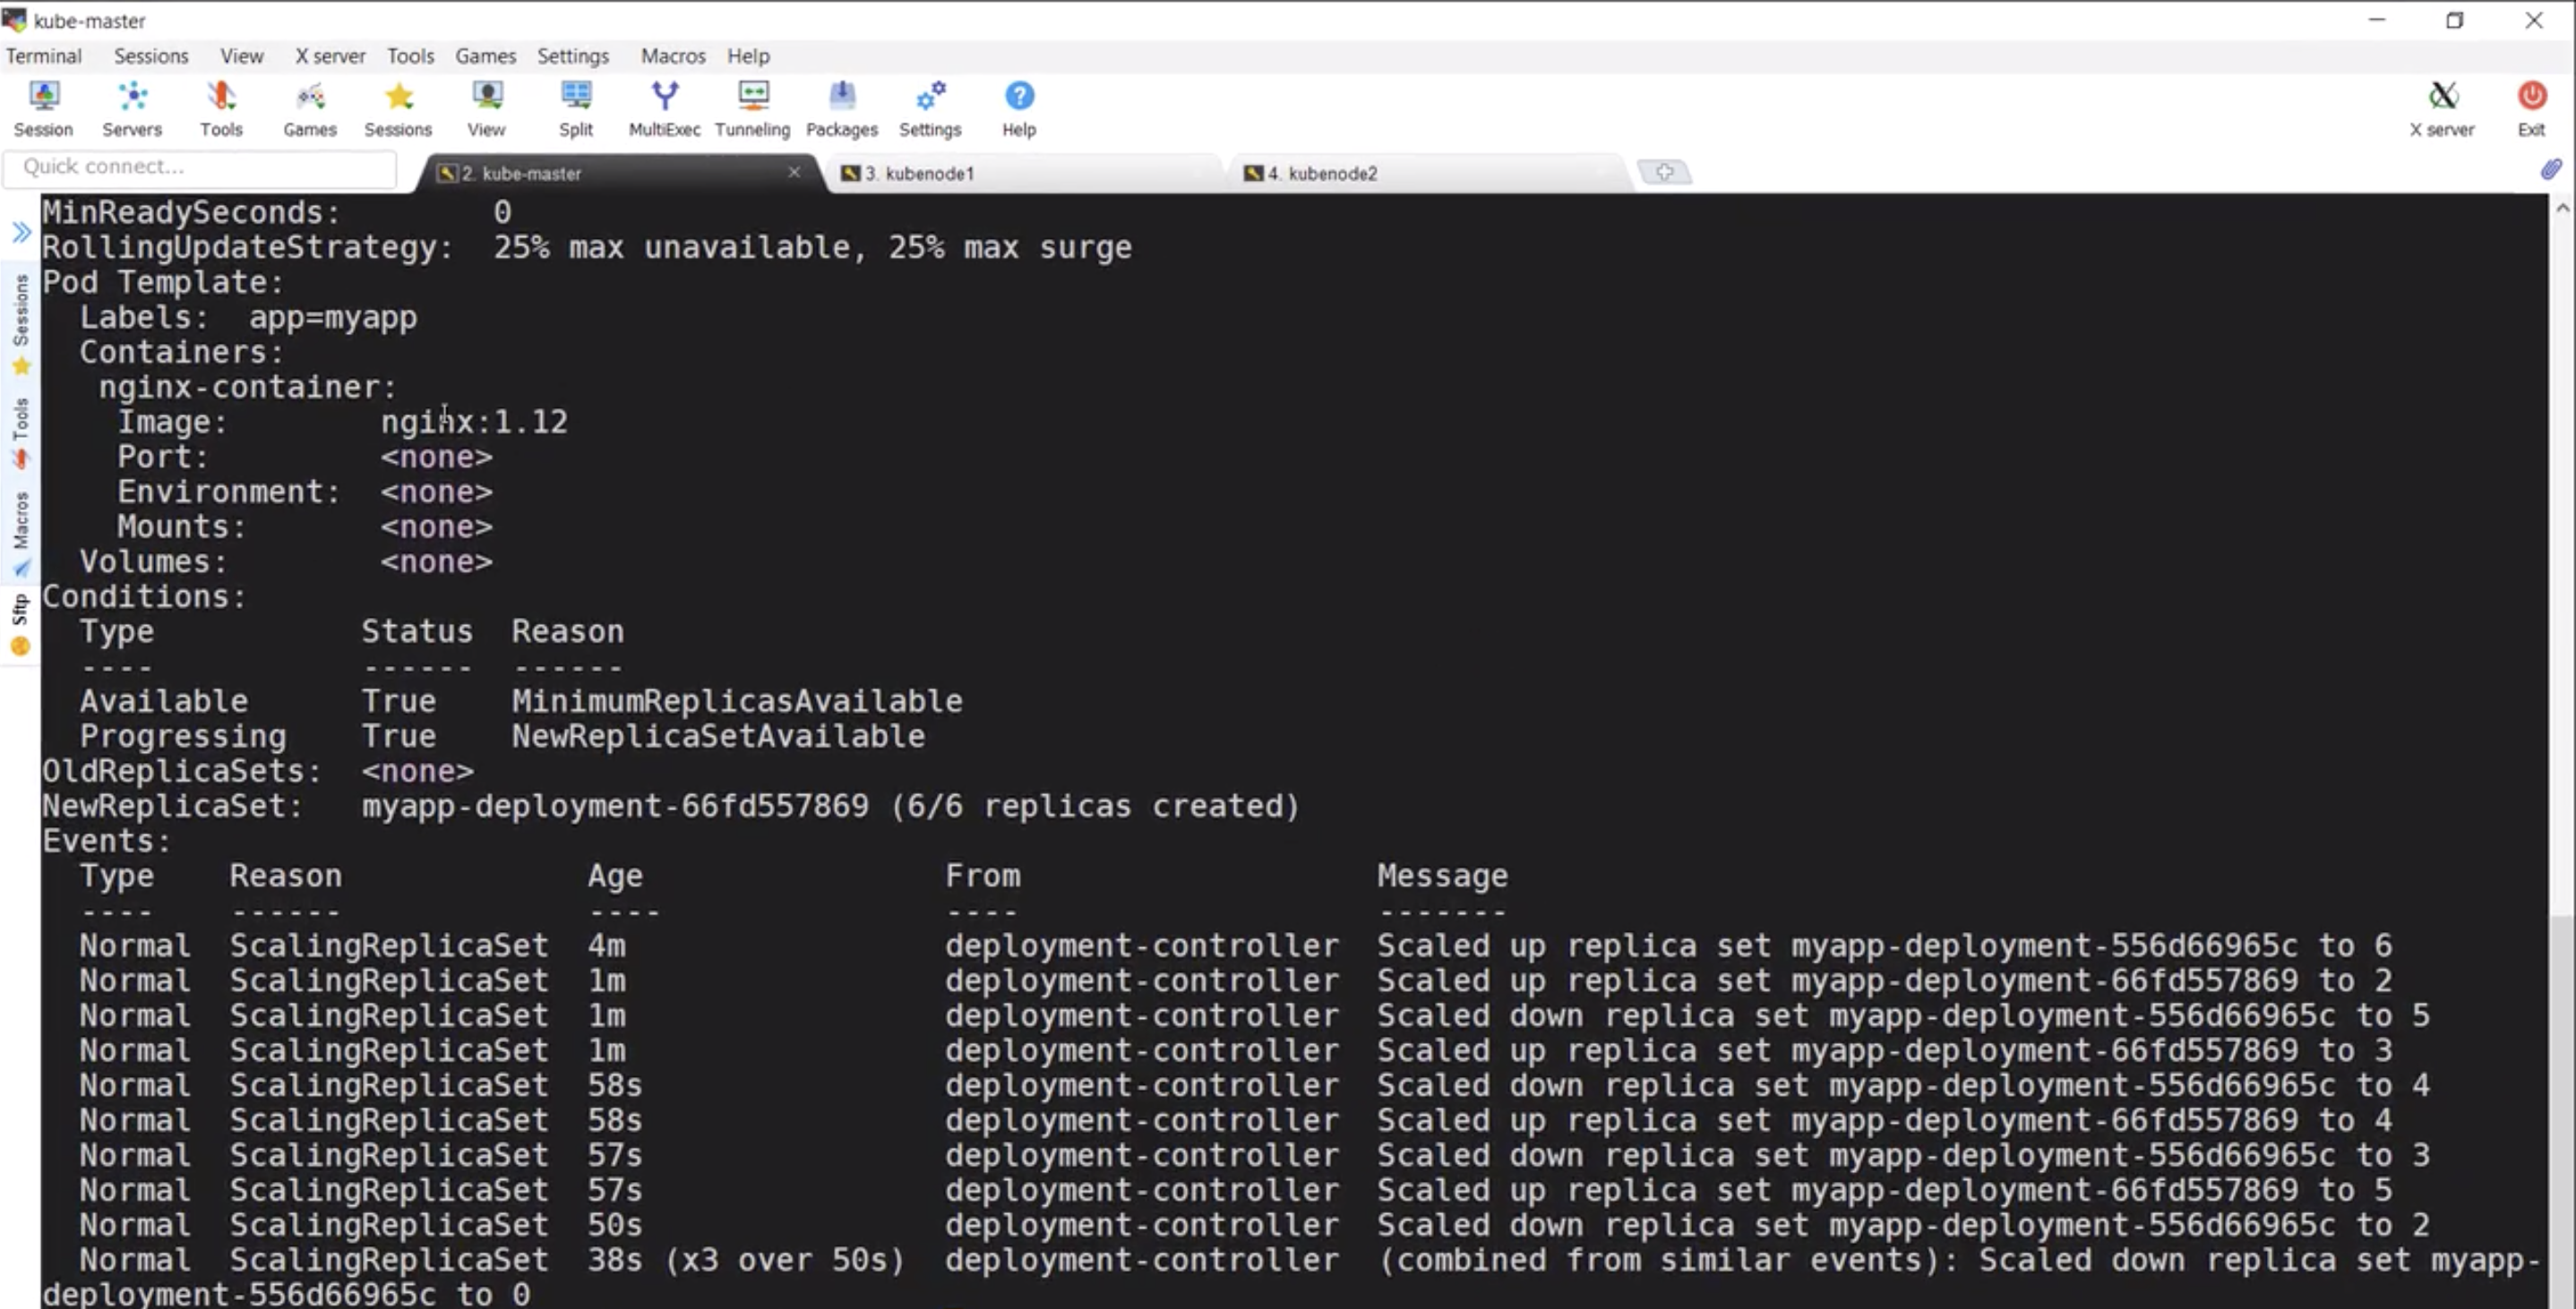 kube-master
Terminal Sessions View X server Tools Games Settings Macros Help
Session Servers Tools Games Sessions View Split MultiExec Tunneling Packages Settings Help X server Exit
Quick connect... 2. kube-master 3. kubenode1 4. kubenode2
Sessions
Tools
Macros
Sftp
MinReadySeconds:        0
RollingUpdateStrategy:  25% max unavailable, 25% max surge
Pod Template:
  Labels:  app=myapp
  Containers:
   nginx-container:
    Image:        nginx:1.12
    Port:         <none>
    Environment:  <none>
    Mounts:       <none>
  Volumes:        <none>
Conditions:
  Type           Status  Reason
  ----           ------  ------
  Available      True    MinimumReplicasAvailable
  Progressing    True    NewReplicaSetAvailable
OldReplicaSets:  <none>
NewReplicaSet:   myapp-deployment-66fd557869 (6/6 replicas created)
Events:
  Type    Reason             Age                From                   Message
  ----    ------             ----               ----                   -------
  Normal  ScalingReplicaSet  4m                 deployment-controller  Scaled up replica set myapp-deployment-556d66965c to 6
  Normal  ScalingReplicaSet  1m                 deployment-controller  Scaled up replica set myapp-deployment-66fd557869 to 2
  Normal  ScalingReplicaSet  1m                 deployment-controller  Scaled down replica set myapp-deployment-556d66965c to 5
  Normal  ScalingReplicaSet  1m                 deployment-controller  Scaled up replica set myapp-deployment-66fd557869 to 3
  Normal  ScalingReplicaSet  58s                deployment-controller  Scaled down replica set myapp-deployment-556d66965c to 4
  Normal  ScalingReplicaSet  58s                deployment-controller  Scaled up replica set myapp-deployment-66fd557869 to 4
  Normal  ScalingReplicaSet  57s                deployment-controller  Scaled down replica set myapp-deployment-556d66965c to 3
  Normal  ScalingReplicaSet  57s                deployment-controller  Scaled up replica set myapp-deployment-66fd557869 to 5
  Normal  ScalingReplicaSet  50s                deployment-controller  Scaled down replica set myapp-deployment-556d66965c to 2
  Normal  ScalingReplicaSet  38s (x3 over 50s)  deployment-controller  (combined from similar events): Scaled down replica set myapp-
deployment-556d66965c to 0